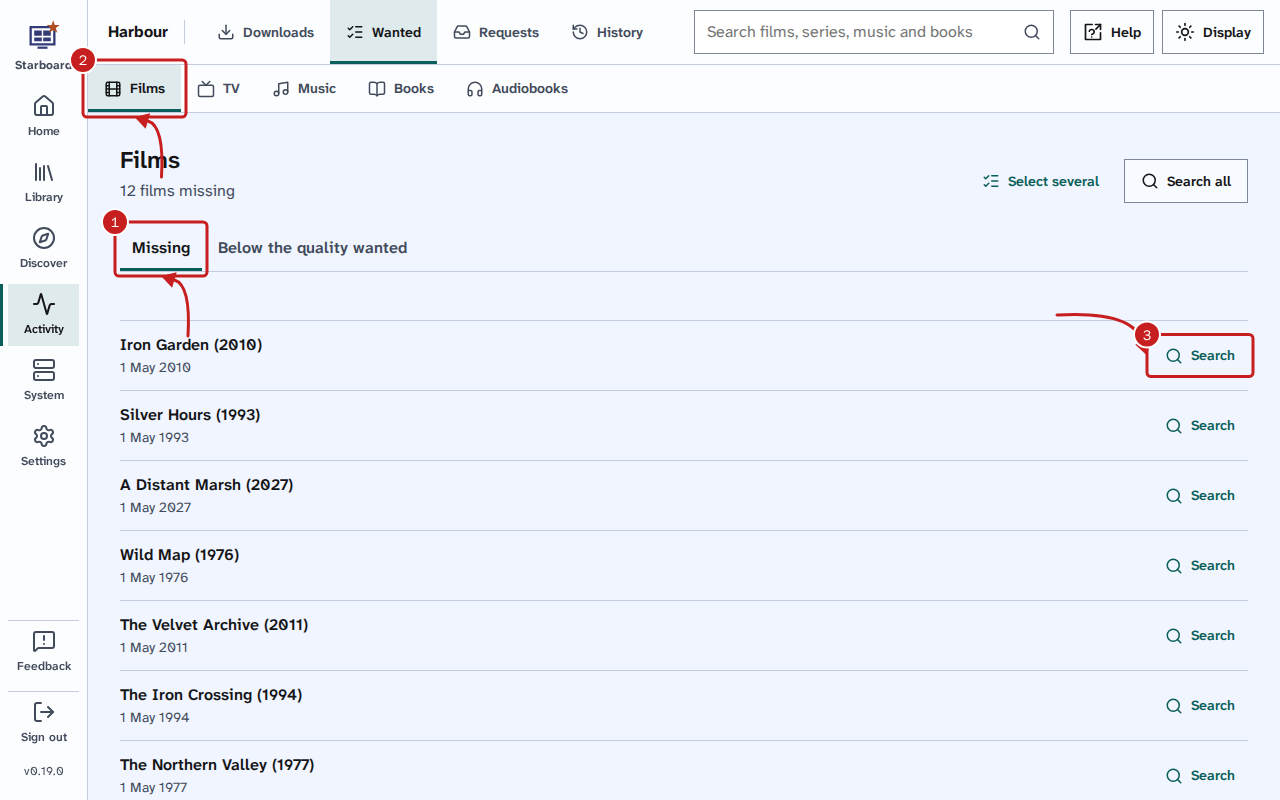 Starboard
Harbour
Downloads
Wanted
Requests
History
Search films, series, music and books
Help
Display
2
Films
TV
Music
Books
Audiobooks
Home
Library
Discover
Activity
System
Settings
Feedback
Sign out
v0.19.0
Films
12 films missing
Select several
Search all
1
Missing
Below the quality wanted
3
Iron Garden (2010)
1 May 2010
Search
Silver Hours (1993)
1 May 1993
Search
A Distant Marsh (2027)
1 May 2027
Search
Wild Map (1976)
1 May 1976
Search
The Velvet Archive (2011)
1 May 2011
Search
The Iron Crossing (1994)
1 May 1994
Search
The Northern Valley (1977)
1 May 1977
Search